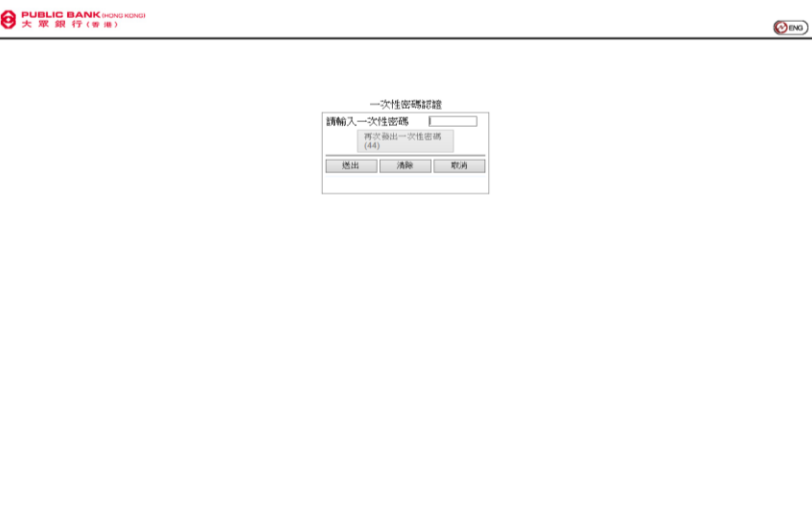 PUBLIC BANK (HONG KONG)
大眾銀行(香港)
ENG
一次性密碼認證
請輸入一次性密碼
再次發出一次性密碼
(44)
送出 清除 取消